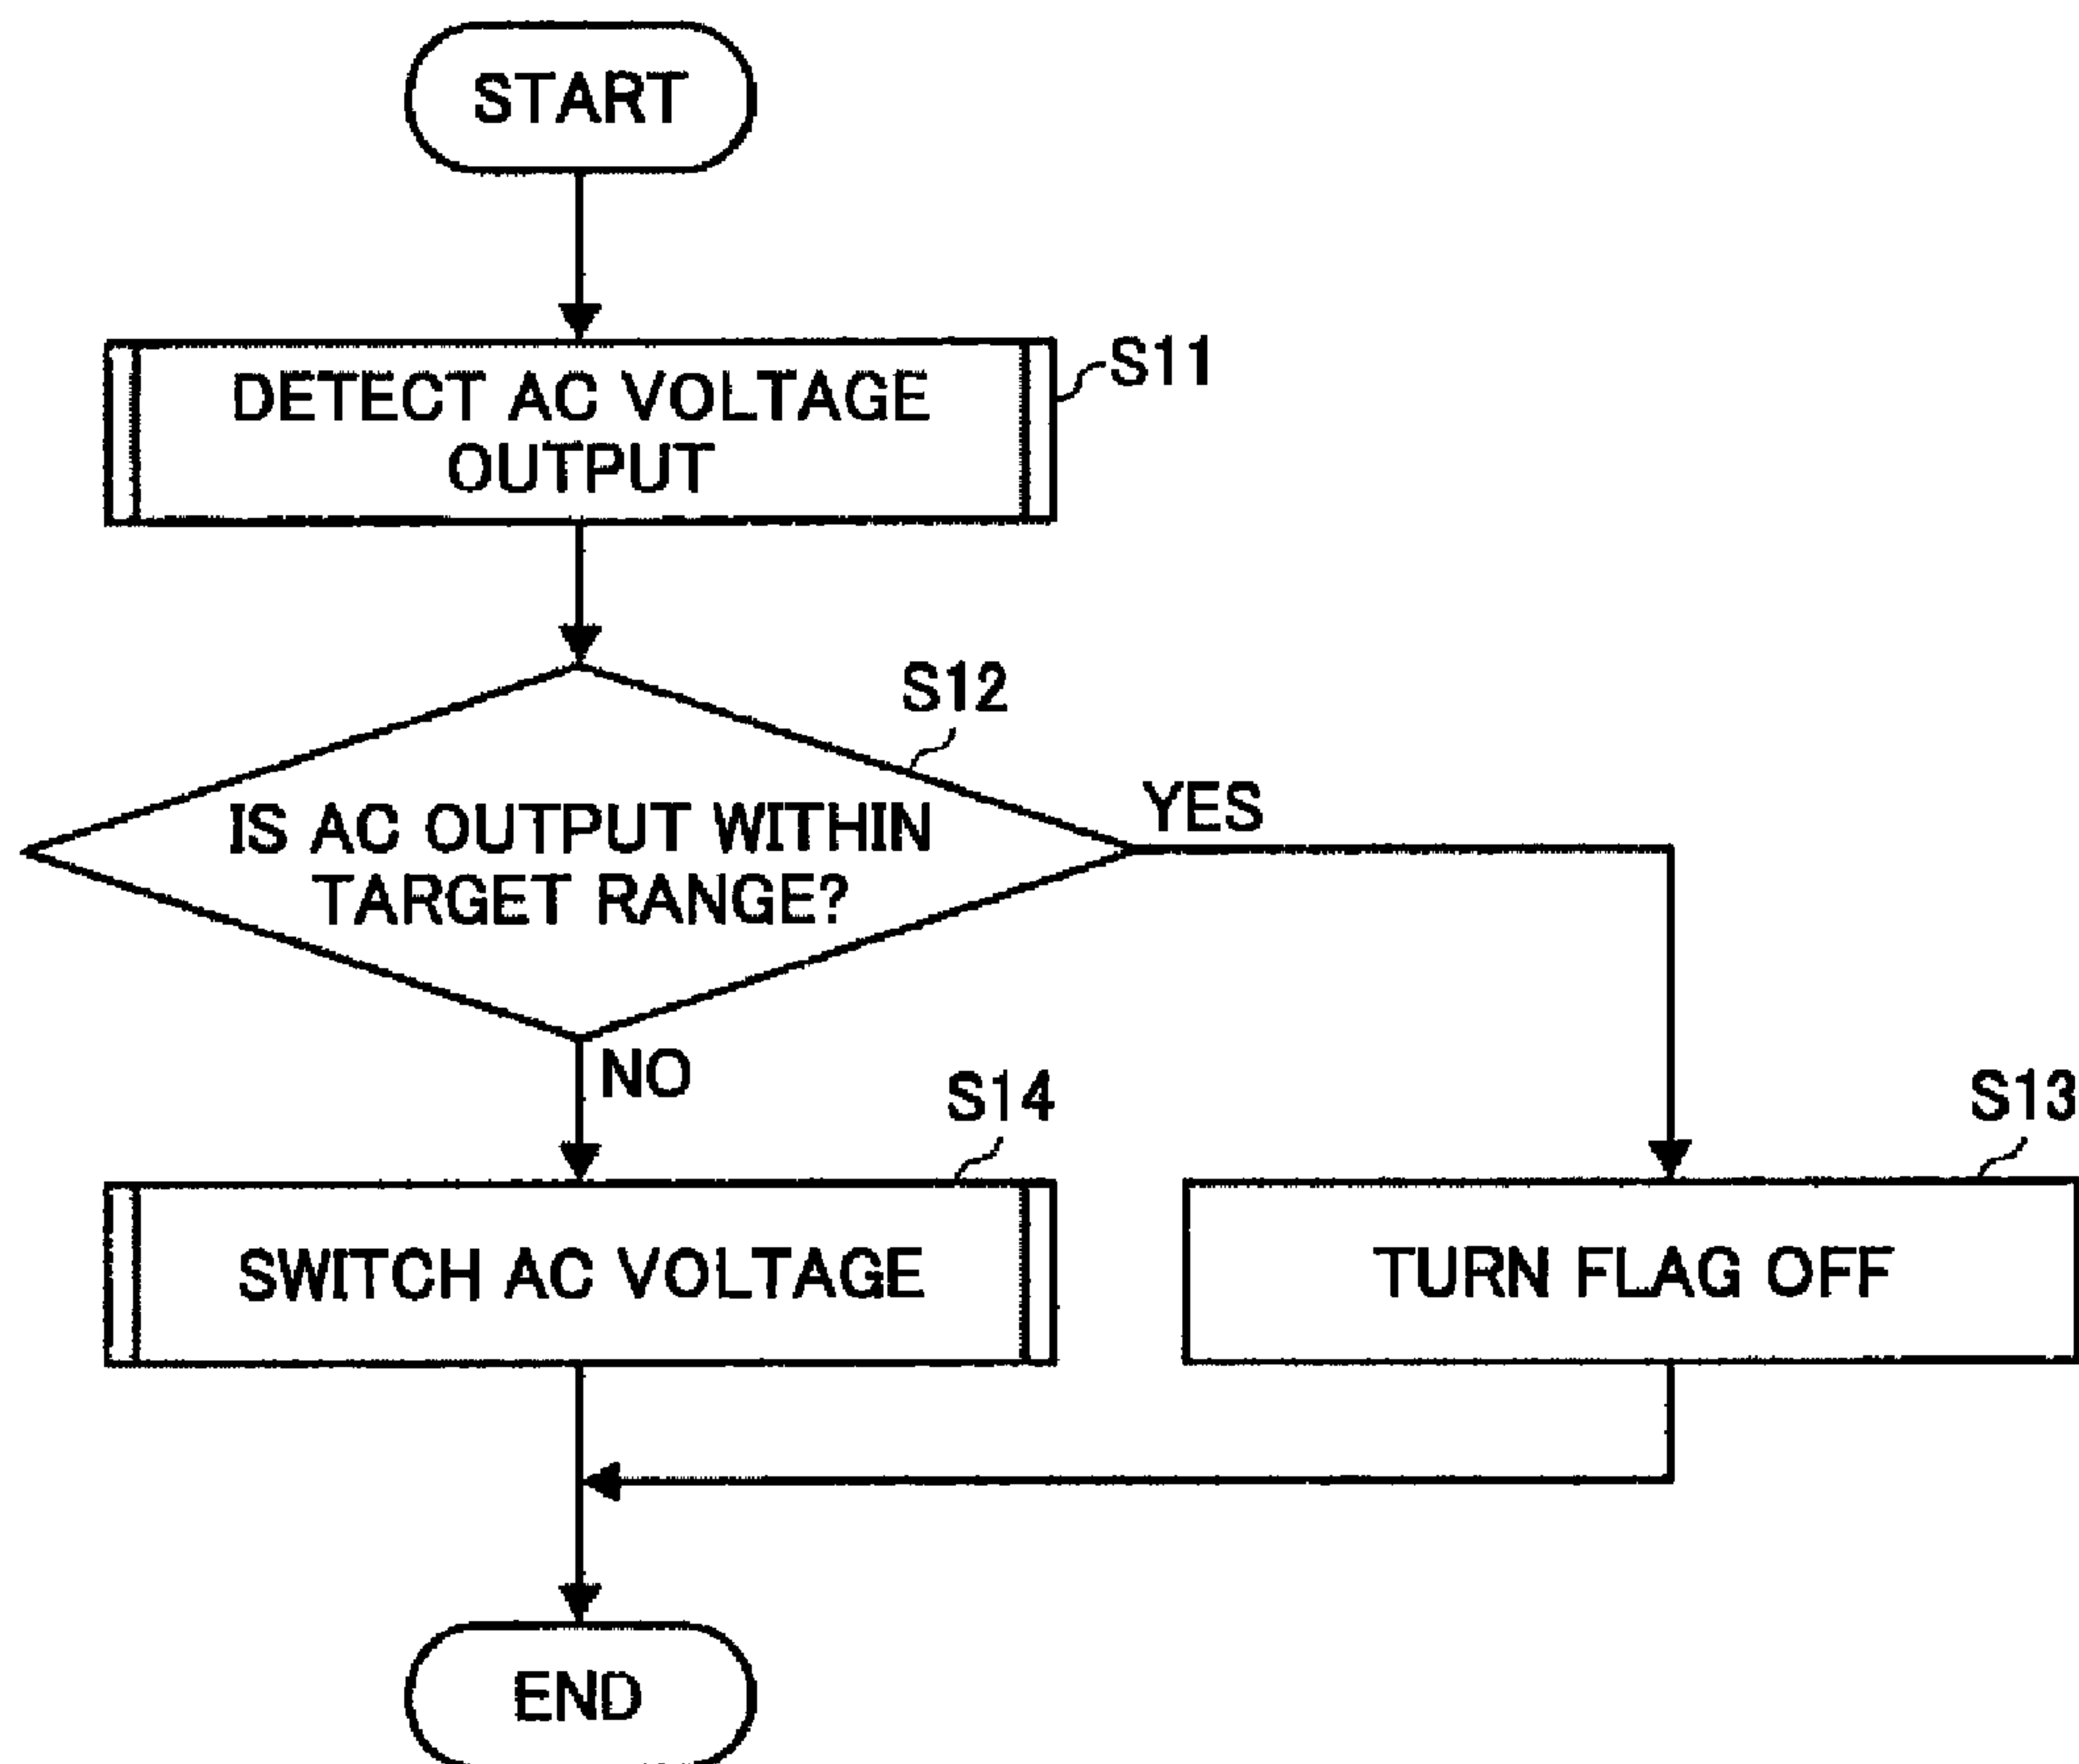 START
DETECT AC VOLTAGE
OUTPUT
S11
S12
IS AC OUTPUT WITHIN
TARGET RANGE?
YES
NO
S14
S13
SWITCH AC VOLTAGE
TURN FLAG OFF
END